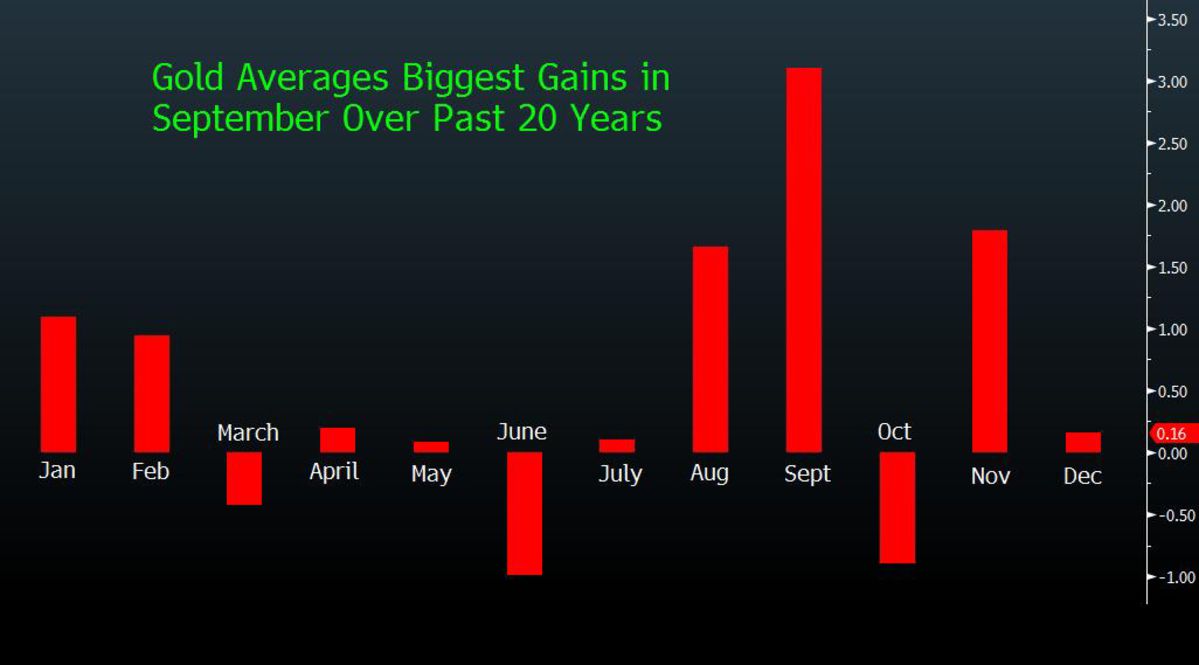 Gold Averages Biggest Gains in
September Over Past 20 Years
3.50
3.00
2.50
2.00
1.50
1.00
0.50
0.16
0.00
-0.50
-1.00
Jan
Feb
March
April
May
June
July
Aug
Sept
Oct
Nov
Dec